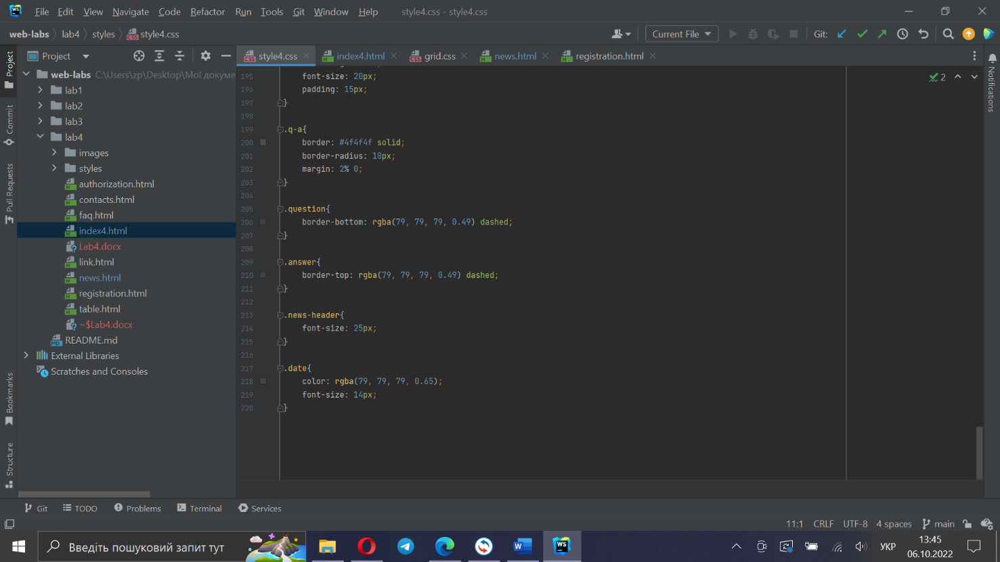 WS File Edit View Navigate Code Refactor Run Tools Git Window Help style4.css - style4.css
web-labs lab4 styles style4.css Current File Git:
Project style4.css index4.html grid.css news.html registration.html
Project
Commit
Pull Requests
Bookmarks
Structure
Notifications
web-labs C:\Users\zp\Desktop\Мої докуме
lab1
lab2
lab3
lab4
images
styles
authorization.html
contacts.html
faq.html
index4.html
Lab4.docx
link.html
news.html
registration.html
table.html
~$Lab4.docx
README.md
External Libraries
Scratches and Consoles
2
195 font-size: 20px;
196 padding: 15px;
197 }
198
199 .q-a{
200 border: #4f4f4f solid;
201 border-radius: 10px;
202 margin: 2% 0;
203 }
204
205 .question{
206 border-bottom: rgba(79, 79, 79, 0.49) dashed;
207 }
208
209 .answer{
210 border-top: rgba(79, 79, 79, 0.49) dashed;
211 }
212
213 .news-header{
214 font-size: 25px;
215 }
216
217 .date{
218 color: rgba(79, 79, 79, 0.65);
219 font-size: 14px;
220 }
Git TODO Problems Terminal Services
11:1 CRLF UTF-8 4 spaces main
Введіть пошуковий запит тут
УКР
13:45
06.10.2022